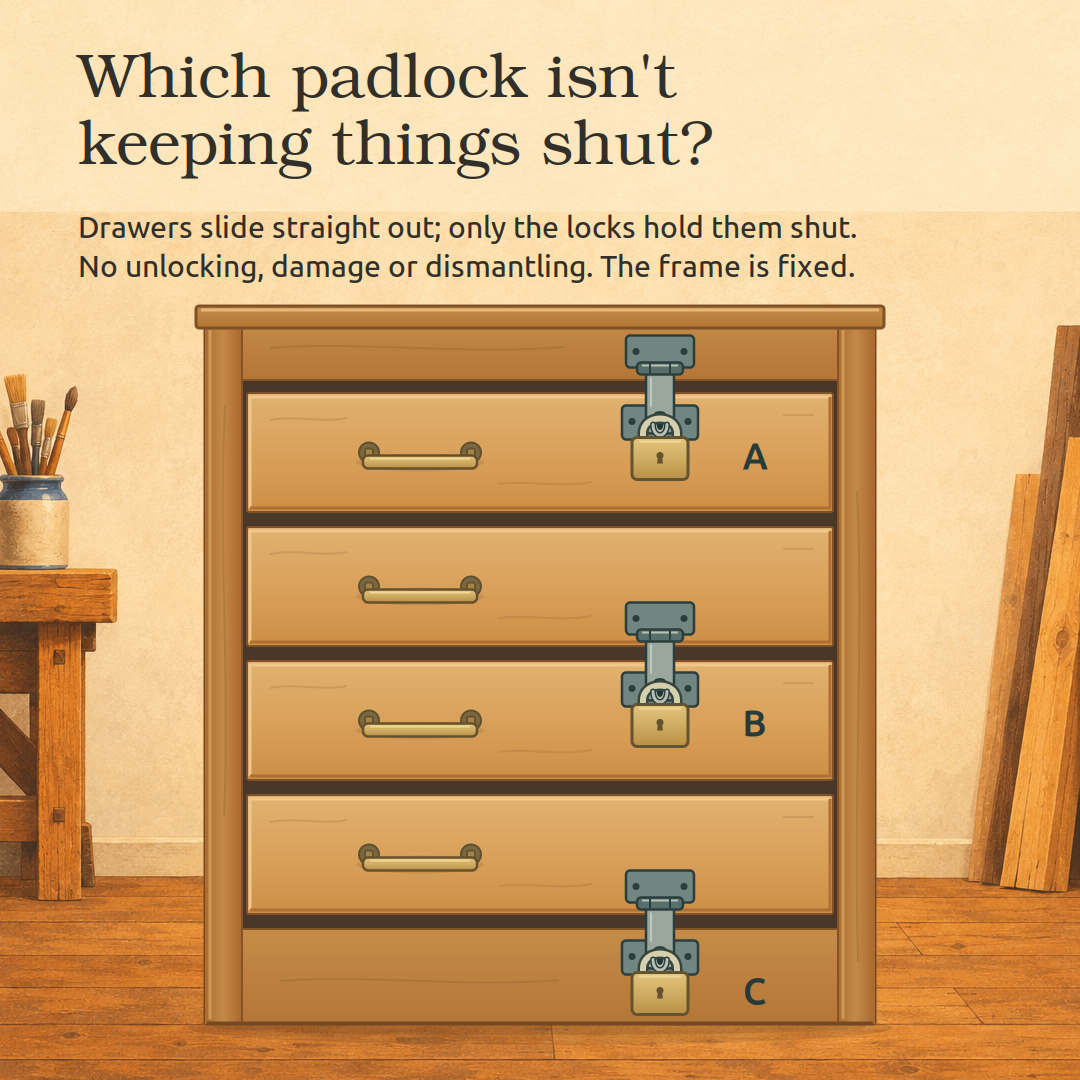 Which padlock isn't
keeping things shut?
Drawers slide straight out; only the locks hold them shut.
No unlocking, damage or dismantling. The frame is fixed.
A
B
C